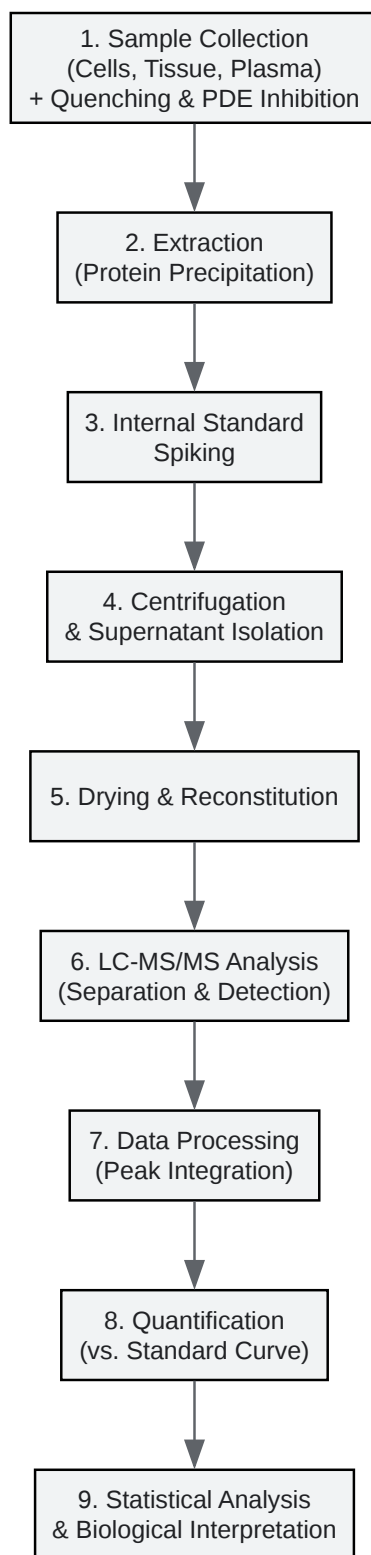 1. Sample Collection
(Cells, Tissue, Plasma)
+ Quenching & PDE Inhibition
2. Extraction
(Protein Precipitation)
3. Internal Standard
Spiking
4. Centrifugation
& Supernatant Isolation
5. Drying & Reconstitution
6. LC-MS/MS Analysis
(Separation & Detection)
7. Data Processing
(Peak Integration)
8. Quantification
(vs. Standard Curve)
9. Statistical Analysis
& Biological Interpretation